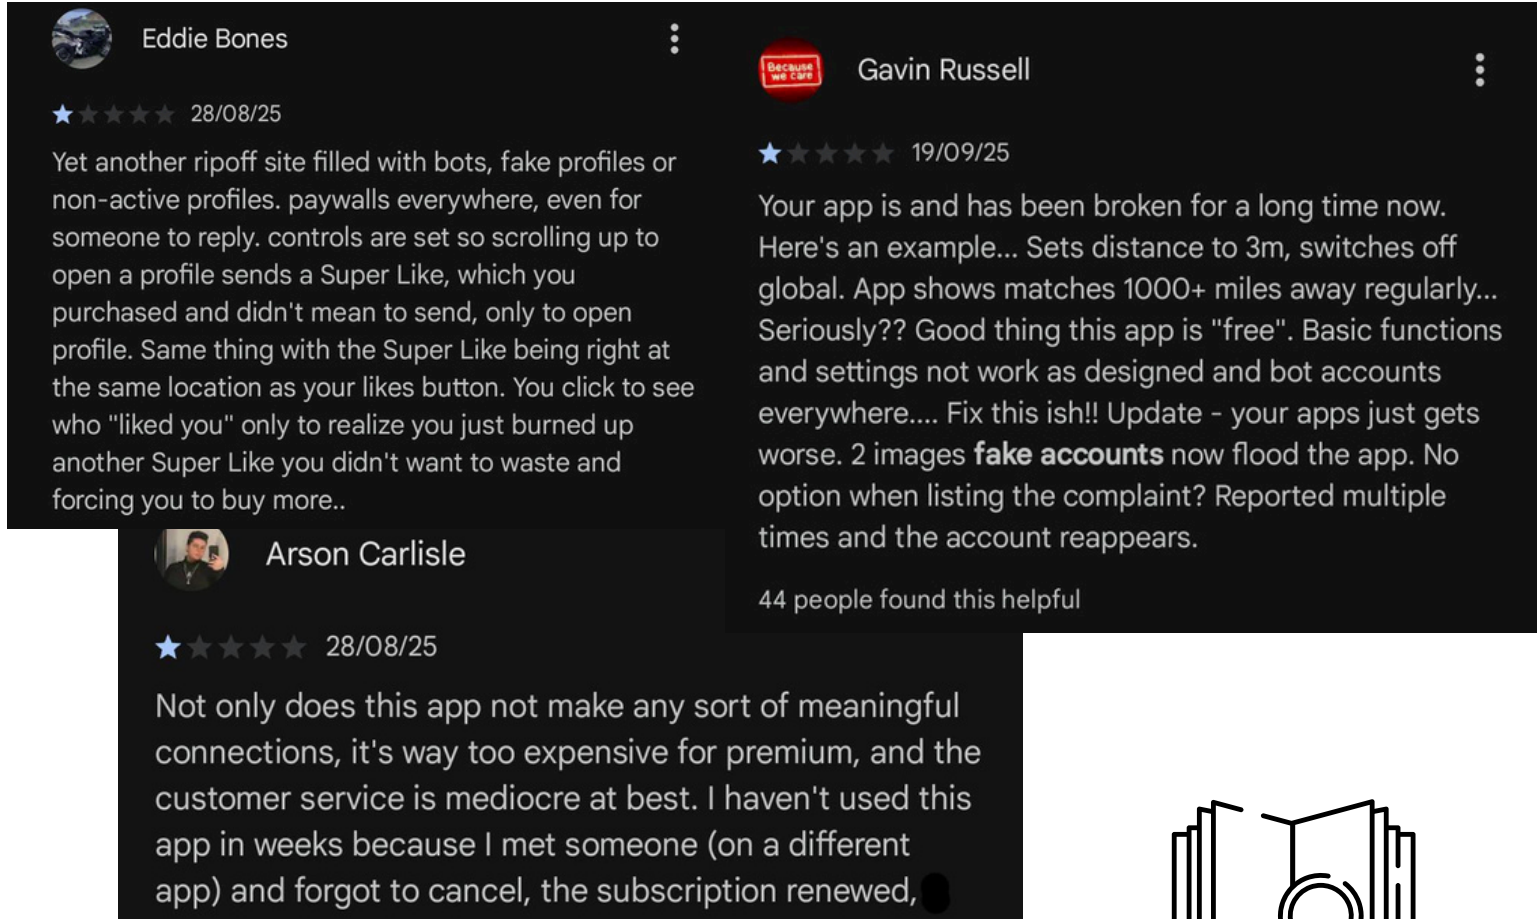 Eddie Bones
28/08/25
Yet another ripoff site filled with bots, fake profiles or
non-active profiles. paywalls everywhere, even for
someone to reply. controls are set so scrolling up to
open a profile sends a Super Like, which you
purchased and didn't mean to send, only to open
profile. Same thing with the Super Like being right at
the same location as your likes button. You click to see
who "liked you" only to realize you just burned up
another Super Like you didn't want to waste and
forcing you to buy more..
Because
we care
Gavin Russell
19/09/25
Your app is and has been broken for a long time now.
Here's an example... Sets distance to 3m, switches off
global. App shows matches 1000+ miles away regularly...
Seriously?? Good thing this app is "free". Basic functions
and settings not work as designed and bot accounts
everywhere.... Fix this ish!! Update - your apps just gets
worse. 2 images fake accounts now flood the app. No
option when listing the complaint? Reported multiple
times and the account reappears.
44 people found this helpful
Arson Carlisle
28/08/25
Not only does this app not make any sort of meaningful
connections, it's way too expensive for premium, and the
customer service is mediocre at best. I haven't used this
app in weeks because I met someone (on a different
app) and forgot to cancel, the subscription renewed,